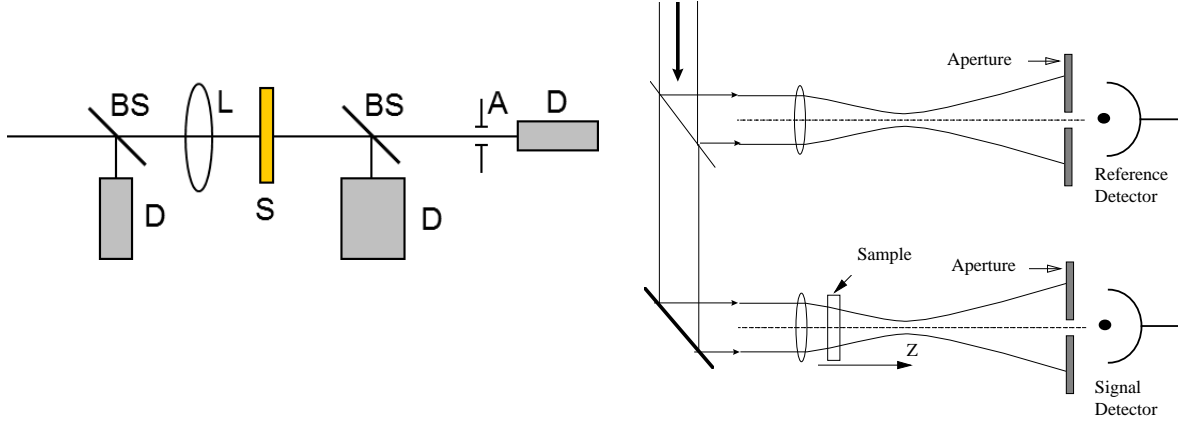 BS
L
BS
A
D
D
S
D
Aperture
Reference
Detector
Sample
Aperture
Z
Signal
Detector